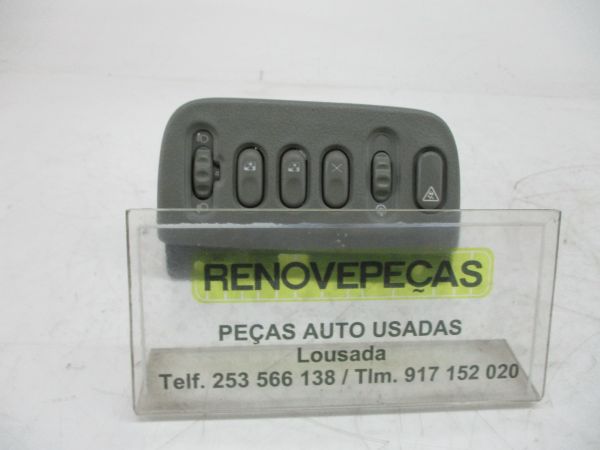 RENOVEPEÇAS
PEÇAS AUTO USADAS
Lousada
Telf. 253 566 138 / Tlm. 917 152 020